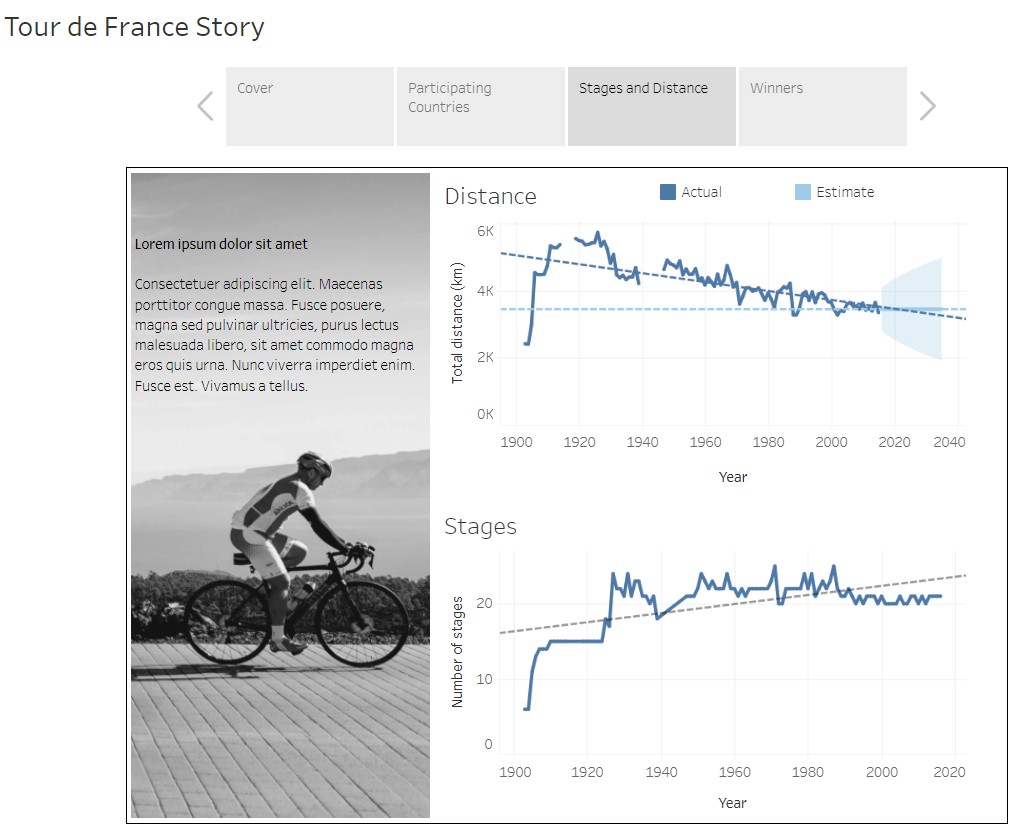 Tour de France Story
Cover
Participating
Countries
Stages and Distance
Winners
Lorem ipsum dolor sit amet
Consectetuer adipiscing elit. Maecenas
porttitor congue massa. Fusce posuere,
magna sed pulvinar ultricies, purus lectus
malesuada libero, sit amet commodo magna
eros quis urna. Nunc viverra imperdiet enim.
Fusce est. Vivamus a tellus.
Distance
Actual
Estimate
Total distance (km)
6K
4K
2K
0K
1900 1920 1940 1960 1980 2000 2020 2040
Year
Stages
Number of stages
20
10
0
1900 1920 1940 1960 1980 2000 2020
Year